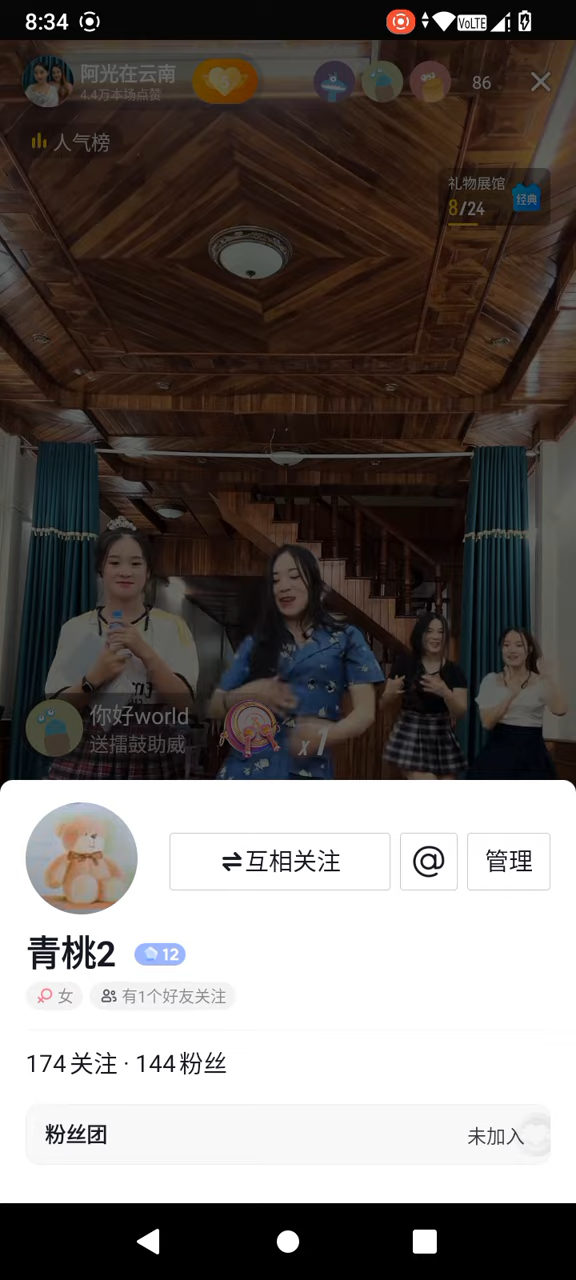 8:34
VoLTE
阿光在云南
4.4万本场点赞
86
人气榜
礼物展馆
8/24
经典
你好world
送擂鼓助威
x 1
互相关注
@
管理
青桃2
12
女
有1个好友关注
174关注 · 144粉丝
粉丝团
未加入